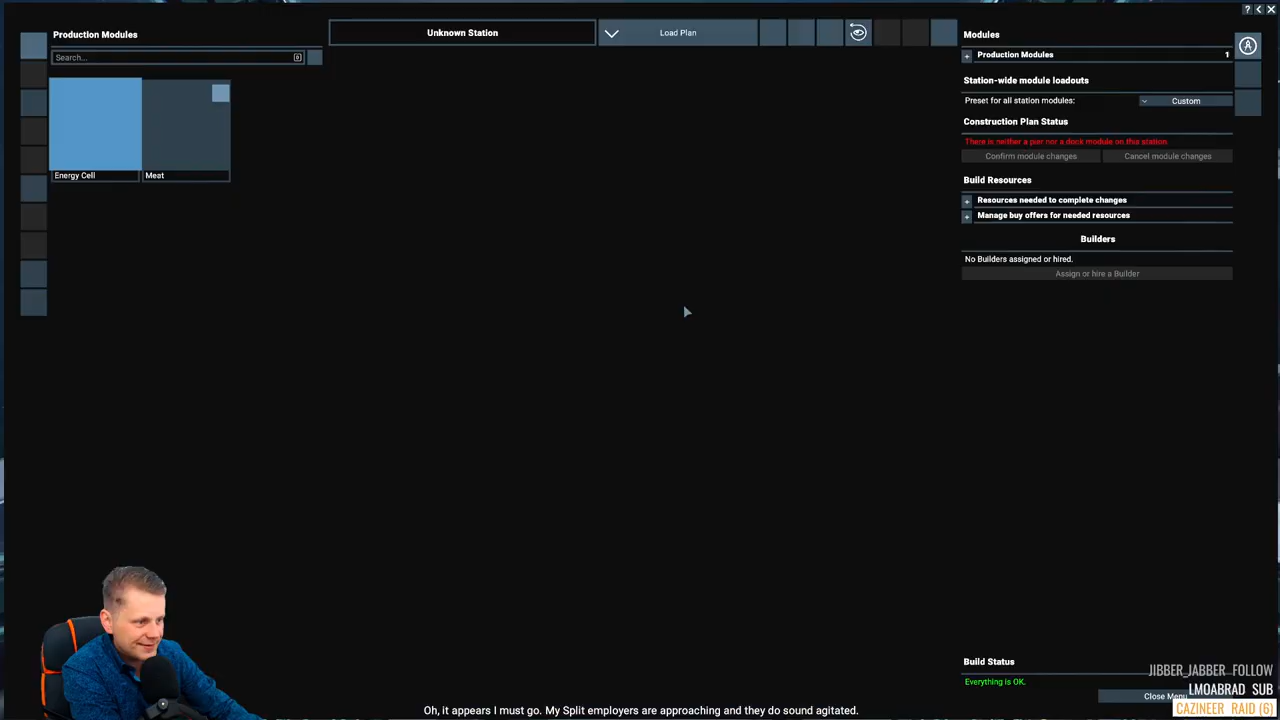 ? < X
Production Modules
Search...
Energy Cell
Meat
Unknown Station
Load Plan
Modules
+ Production Modules 1
Station-wide module loadouts
Preset for all station modules: Custom
Construction Plan Status
There is neither a pier nor a dock module on this station.
Confirm module changes
Cancel module changes
Build Resources
+ Resources needed to complete changes
+ Manage buy offers for needed resources
Builders
No Builders assigned or hired.
Assign or hire a Builder
Build Status
Everything is OK.
Close Menu
JIBBER_JABBER FOLLOW
LMOABRAD SUB
CAZINEER RAID (6)
Oh, it appears I must go. My Split employers are approaching and they do sound agitated.